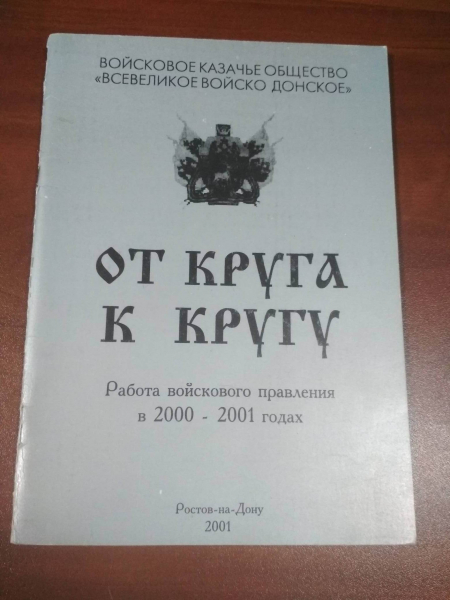 ВОЙСКОВОЕ КАЗАЧЬЕ ОБЩЕСТВО
«ВСЕВЕЛИКОЕ ВОЙСКО ДОНСКОЕ»
ОТ КРУГА
К КРУГУ
Работа войскового правления
в 2000 - 2001 годах
Ростов-на-Дону
2001